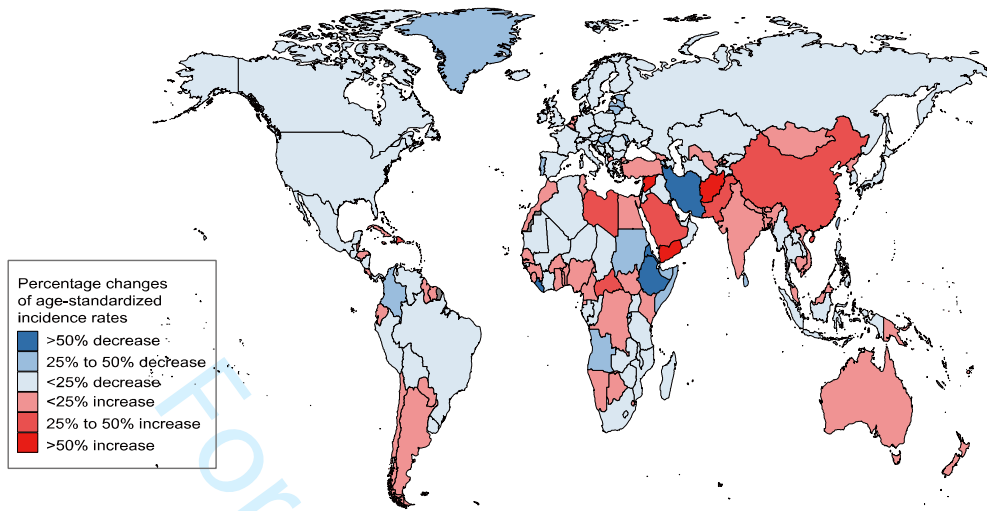 Percentage changes
of age-standardized
incidence rates
>50% decrease
25% to 50% decrease
<25% decrease
<25% increase
25% to 50% increase
>50% increase
For